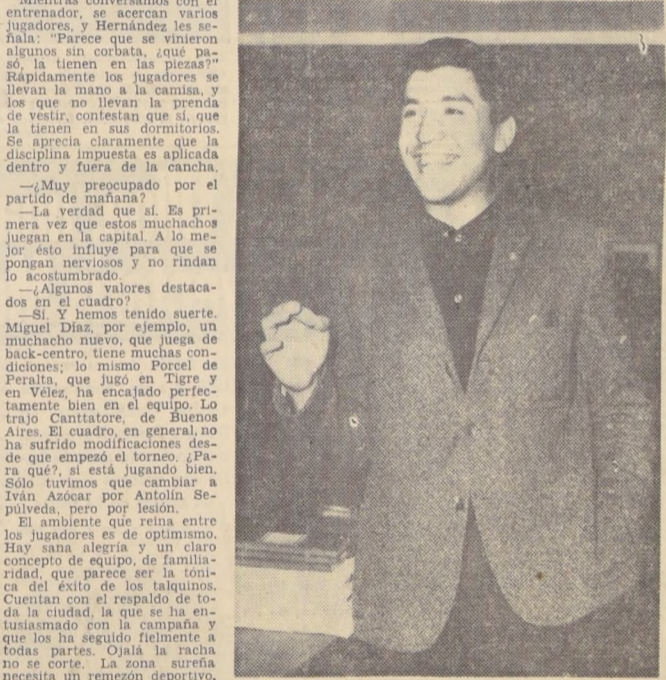 Mientras conversamos con el
entrenador, se acercan varios
jugadores, y Hernández les se-
ñala: "Parece que se vinieron
algunos sin corbata, ¿qué pa-
só, la tienen en las piezas?"
Rápidamente los jugadores se
llevan la mano a la camisa, y
los que no llevan la prenda
de vestir, contestan que sí, que
la tienen en sus dormitorios.
Se aprecia claramente que la
disciplina impuesta es aplicada
dentro y fuera de la cancha.
—¿Muy preocupado por el
partido de mañana?
—La verdad que sí. Es pri-
mera vez que estos muchachos
juegan en la capital. A lo me-
jor ésto influye para que se
pongan nerviosos y no rindan
lo acostumbrado.
—¿Algunos valores destaca-
dos en el cuadro?
—Sí. Y hemos tenido suerte.
Miguel Díaz, por ejemplo, un
muchacho nuevo, que juega de
back-centro, tiene muchas con-
diciones; lo mismo Porcel de
Peralta, que jugó en Tigre y
en Vélez, ha encajado perfec-
tamente bien en el equipo. Lo
trajo Canttatore, de Buenos
Aires. El cuadro, en general, no
ha sufrido modificaciones des-
de que empezó el torneo. ¿Pa-
ra qué?, si está jugando bien.
Sólo tuvimos que cambiar a
Iván Azócar por Antolín Se-
púlveda, pero por lesión.
El ambiente que reina entre
los jugadores es de optimismo.
Hay sana alegría y un claro
concepto de equipo, de familia-
ridad, que parece ser la tóni-
ca del éxito de los talquinos.
Cuentan con el respaldo de to-
da la ciudad, la que se ha en-
tusiasmado con la campaña y
que los ha seguido fielmente a
todas partes. Ojalá la racha
no se corte. La zona sureña
necesita un remezón deportivo.